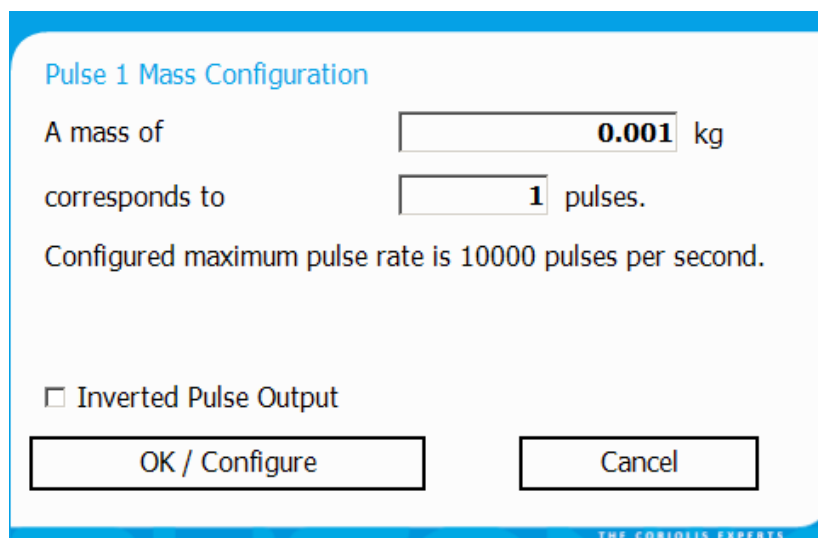 Pulse 1 Mass Configuration
A mass of 0.001 kg
corresponds to 1 pulses.
Configured maximum pulse rate is 10000 pulses per second.
Inverted Pulse Output
OK / Configure Cancel
THE CORIOLIS EXPERTS